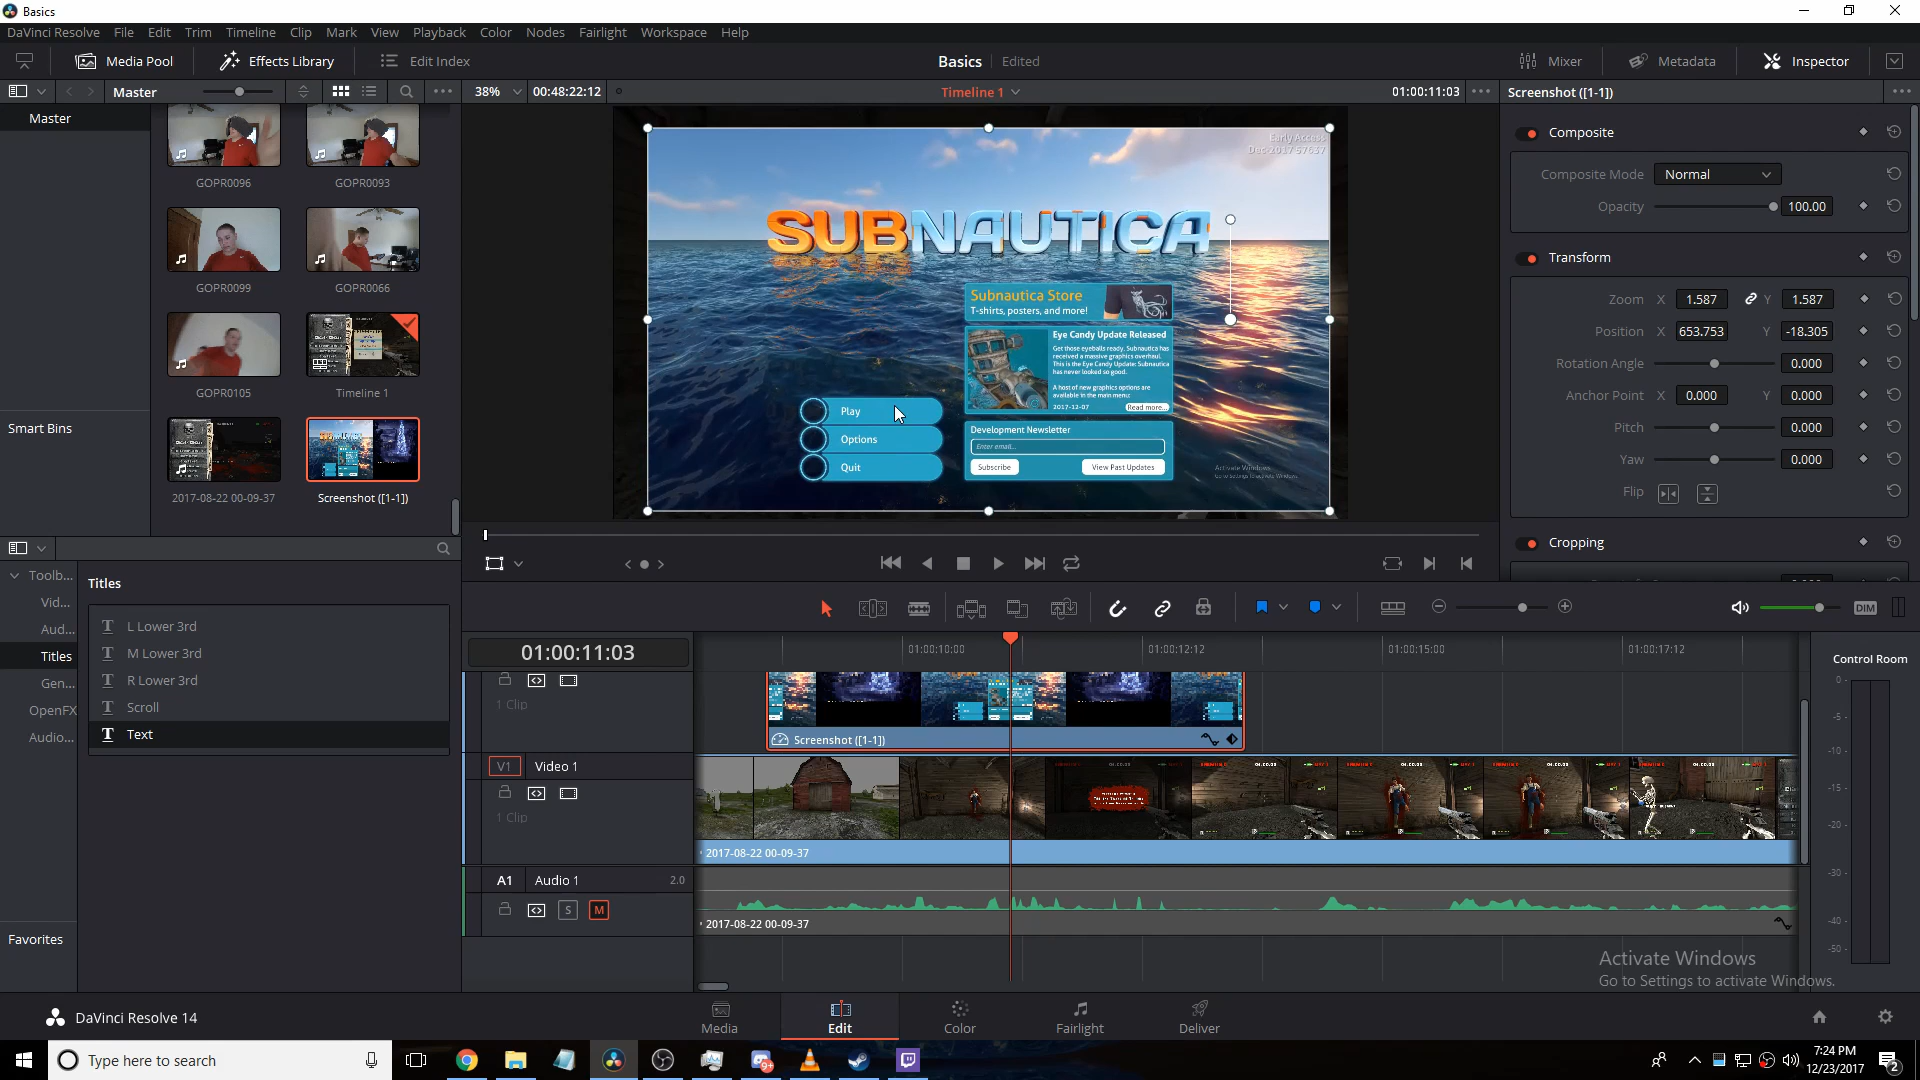 Basics
DaVinci Resolve File Edit Trim Timeline Clip Mark View Playback Color Nodes Fairlight Workspace Help
Media Pool Effects Library Edit Index Basics Edited Mixer Metadata Inspector
Master 38% 00:48:22:12 Timeline 1 01:00:11:03 Screenshot ([1-1])
Master
GOPR0096 GOPR0093
GOPR0099 GOPR0066
GOPR0105 Timeline 1
Smart Bins
2017-08-22 00-09-37 Screenshot ([1-1])
Early Access
Dec-2017 57637
SUBNAUTICA
Subnautica Store
T-shirts, posters, and more!
Eye Candy Update Released
Get those eyeballs ready, Subnautica has
received a massive graphics overhaul.
This is the Eye Candy Update: Subnautica
has never looked so good.
A host of new graphics options are
available in the main menu:
2017-12-07 Read more...
Play
Options
Quit
Development Newsletter
Enter email...
Subscribe View Past Updates
Activate Windows
Go to Settings to activate Windows.
Composite
Composite Mode Normal
Opacity 100.00
Transform
Zoom X 1.587 Y 1.587
Position X 653.753 Y -18.305
Rotation Angle 0.000
Anchor Point X 0.000 Y 0.000
Pitch 0.000
Yaw 0.000
Flip
Cropping
Toolb...
Vid...
Aud...
Titles
Gen...
OpenFX
Audio...
Favorites
Titles
L Lower 3rd
M Lower 3rd
R Lower 3rd
Scroll
Text
DIM
01:00:11:03 01:00:10:00 01:00:12:12 01:00:15:00 01:00:17:12
1 Clip
Screenshot ([1-1])
V1 Video 1
1 Clip
2017-08-22 00-09-37
A1 Audio 1 2.0
S M
2017-08-22 00-09-37
Control Room
0
-5
-10
-15
-20
-30
-40
-50
Activate Windows
Go to Settings to activate Windows.
DaVinci Resolve 14 Media Edit Color Fairlight Deliver
Type here to search
7:24 PM
12/23/2017
2